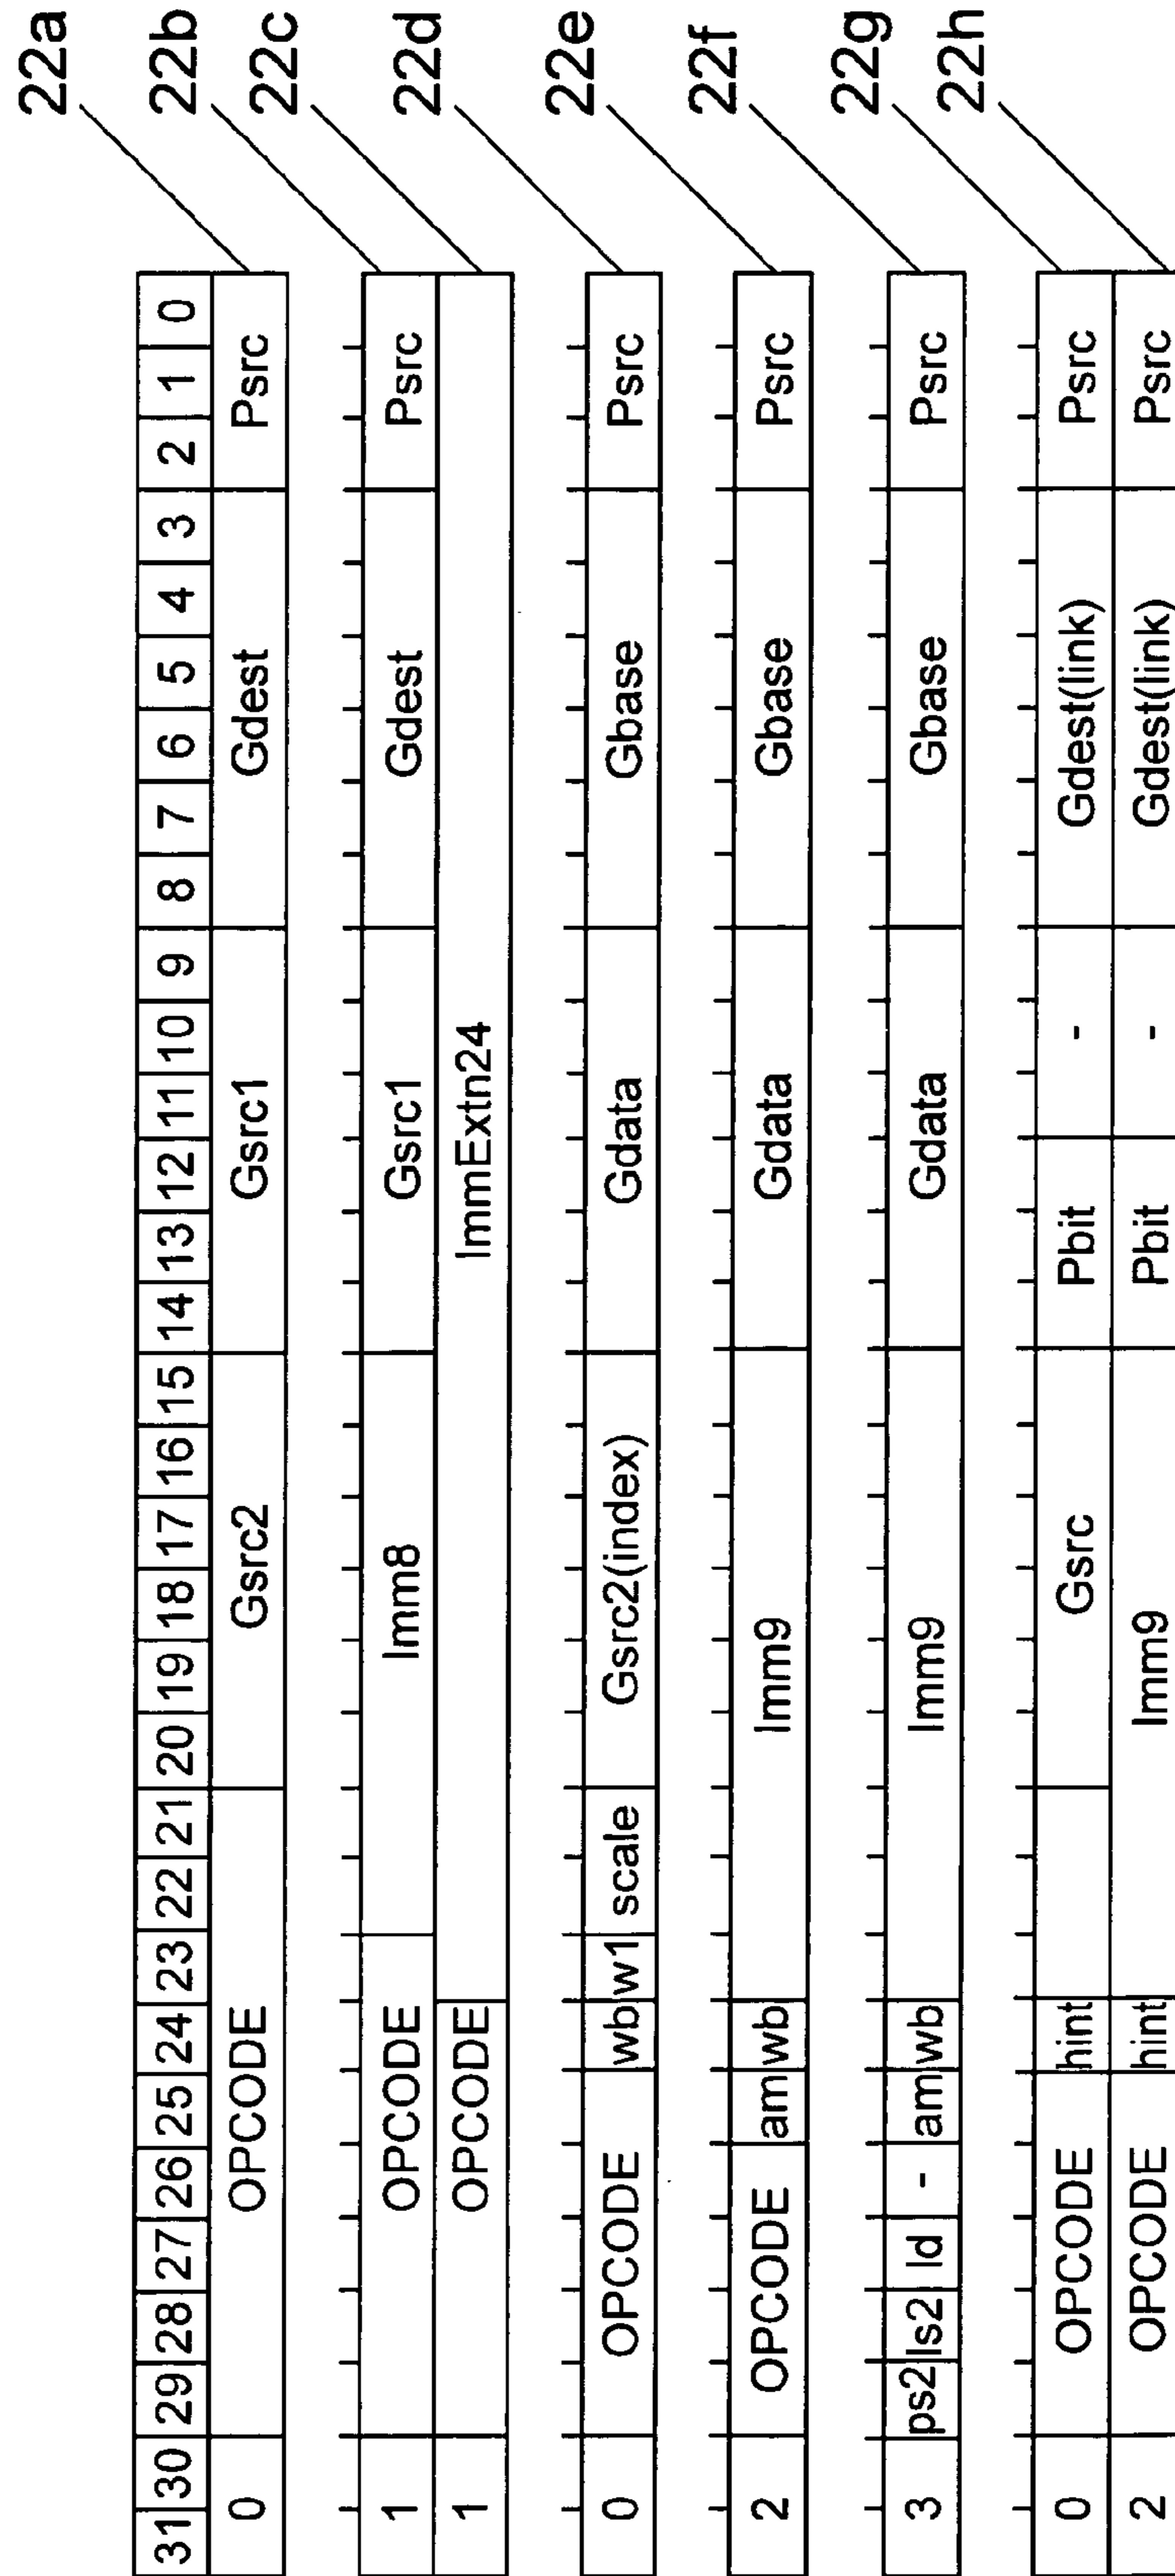 22a
22b
22c
22d
22e
22f
22g
22h
31 30 29 28 27 26 25 24 23 22 21 20 19 18 17 16 15 14 13 12 11 10 9 8 7 6 5 4 3 2 1 0
0 OPCODE Gsrc2 Gsrc1 Gdest Psrc
1 OPCODE Imm8 Gsrc1 Gdest Psrc
1 OPCODE ImmExtn24
0 OPCODE wb w1 scale Gsrc2(index) Gdata Gbase Psrc
2 OPCODE am wb Imm9 Gdata Gbase Psrc
3 ps2 ls2 ld - am wb Imm9 Gdata Gbase Psrc
0 OPCODE hint Gsrc Pbit - Gdest(link) Psrc
2 OPCODE hint Imm9 Pbit - Gdest(link) Psrc